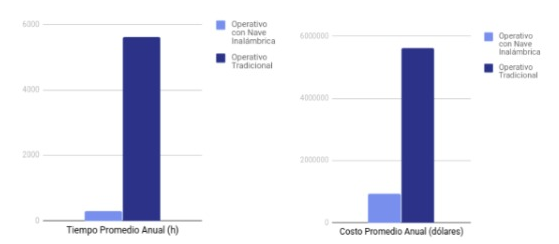 6000
4000
2000
0
Tiempo Promedio Anual (h)
Operativo
con Nave
Inalámbrica
Operativo
Tradicional
6000000
4000000
2000000
0
Costo Promedio Anual (dólares)
Operativo
con Nave
Inalámbrica
Operativo
Tradicional